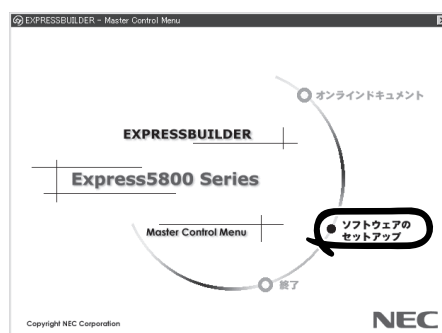 EXPRESSBUILDER - Master Control Menu
オンラインドキュメント
EXPRESSBUILDER
Express5800 Series
ソフトウェアの
セットアップ
Master Control Menu
終了
Copyright NEC Corporation
NEC